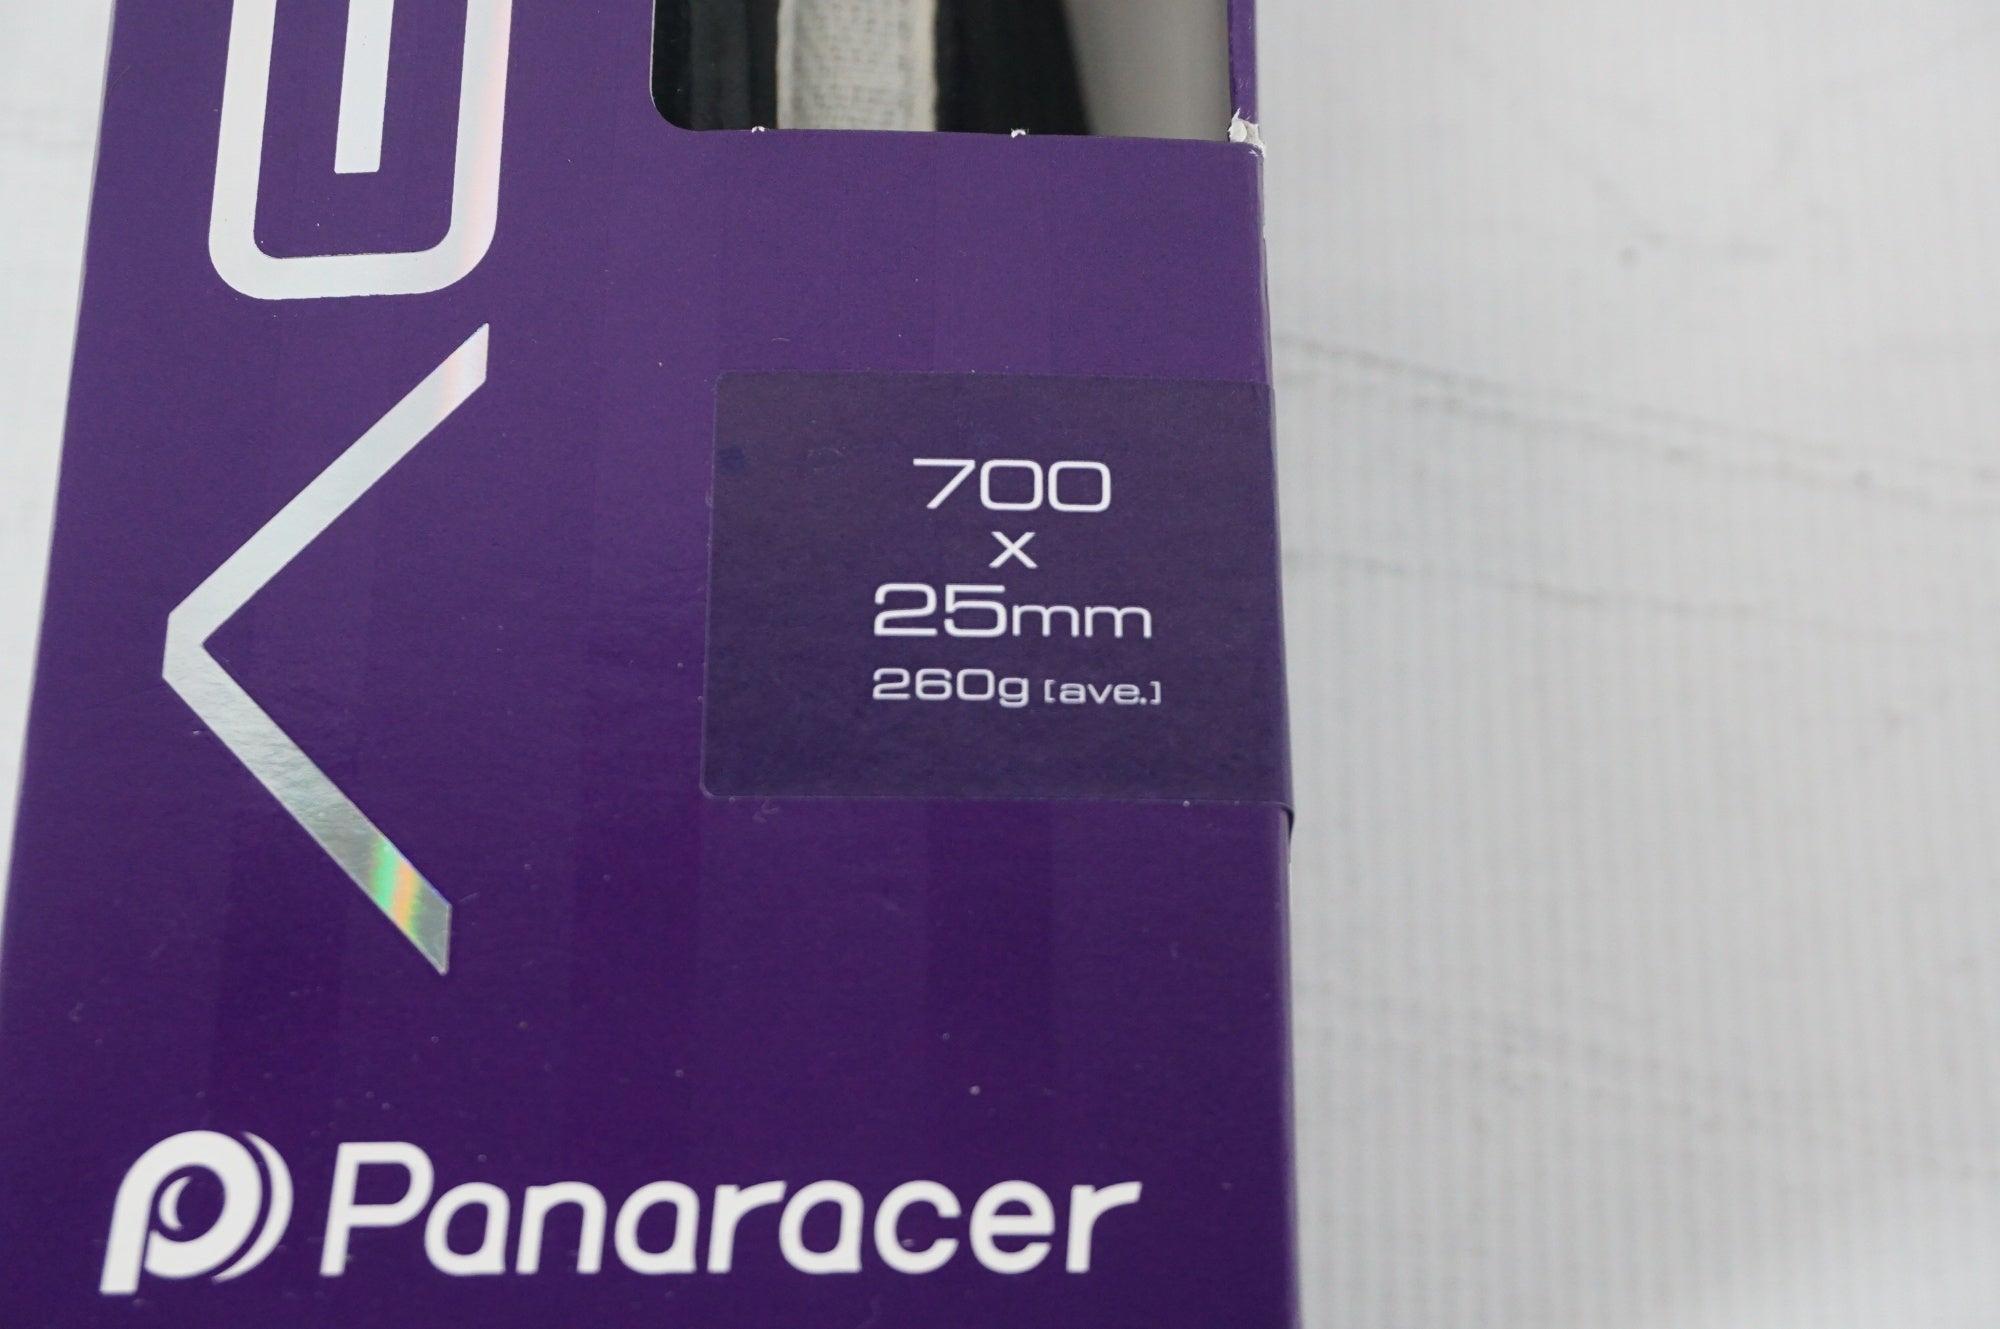 700
x
25mm
260g [ave.]
Panaracer